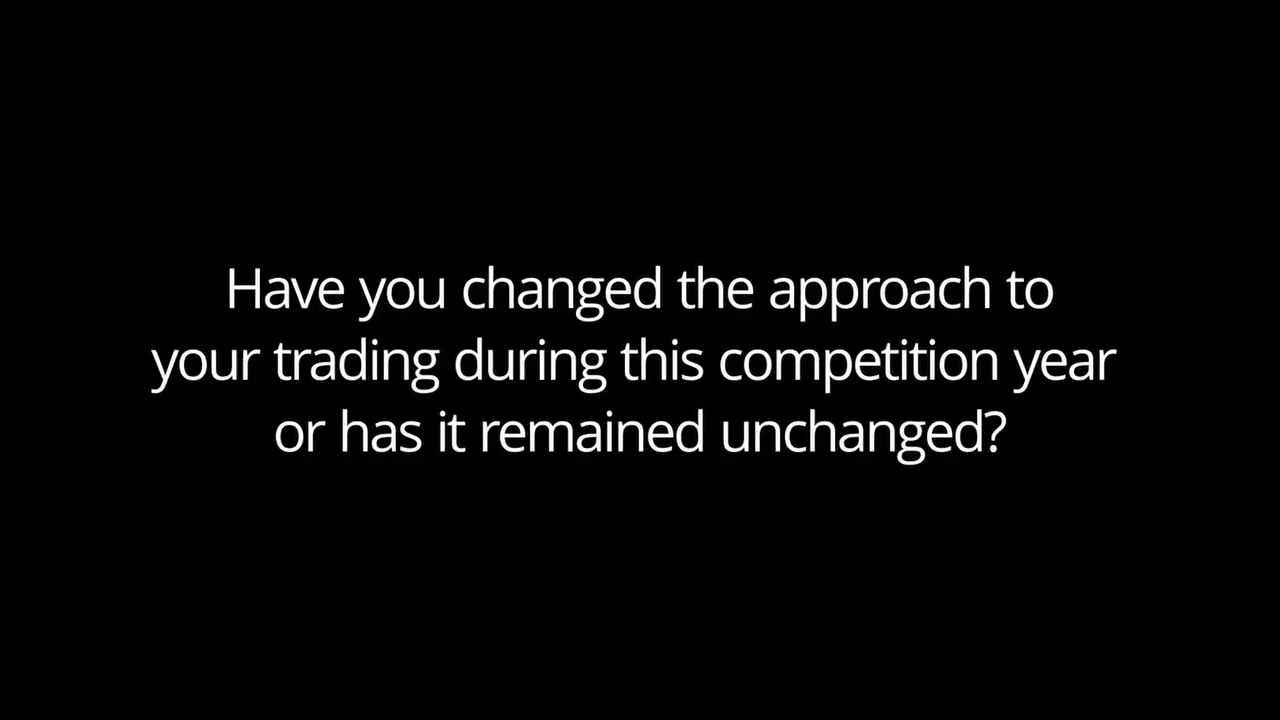 Have you changed the approach to
your trading during this competition year
or has it remained unchanged?